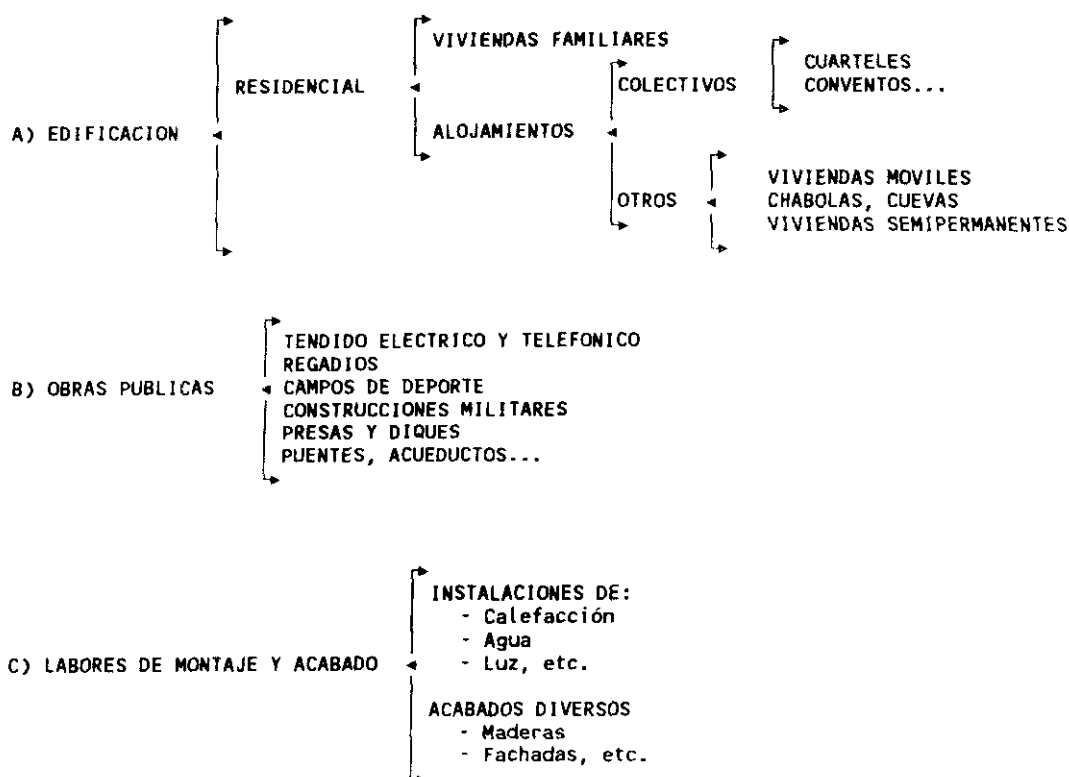 VIVIENDAS FAMILIARES
RESIDENCIAL
COLECTIVOS
CUARTELES
CONVENTOS...
A) EDIFICACION
ALOJAMIENTOS
OTROS
VIVIENDAS MOVILES
CHABOLAS, CUEVAS
VIVIENDAS SEMIPERMANENTES
B) OBRAS PUBLICAS
TENDIDO ELECTRICO Y TELEFONICO
REGADIOS
CAMPOS DE DEPORTE
CONSTRUCCIONES MILITARES
PRESAS Y DIQUES
PUENTES, ACUEDUCTOS...
C) LABORES DE MONTAJE Y ACABADO
INSTALACIONES DE:
- Calefacción
- Agua
- Luz, etc.
ACABADOS DIVERSOS
- Maderas
- Fachadas, etc.